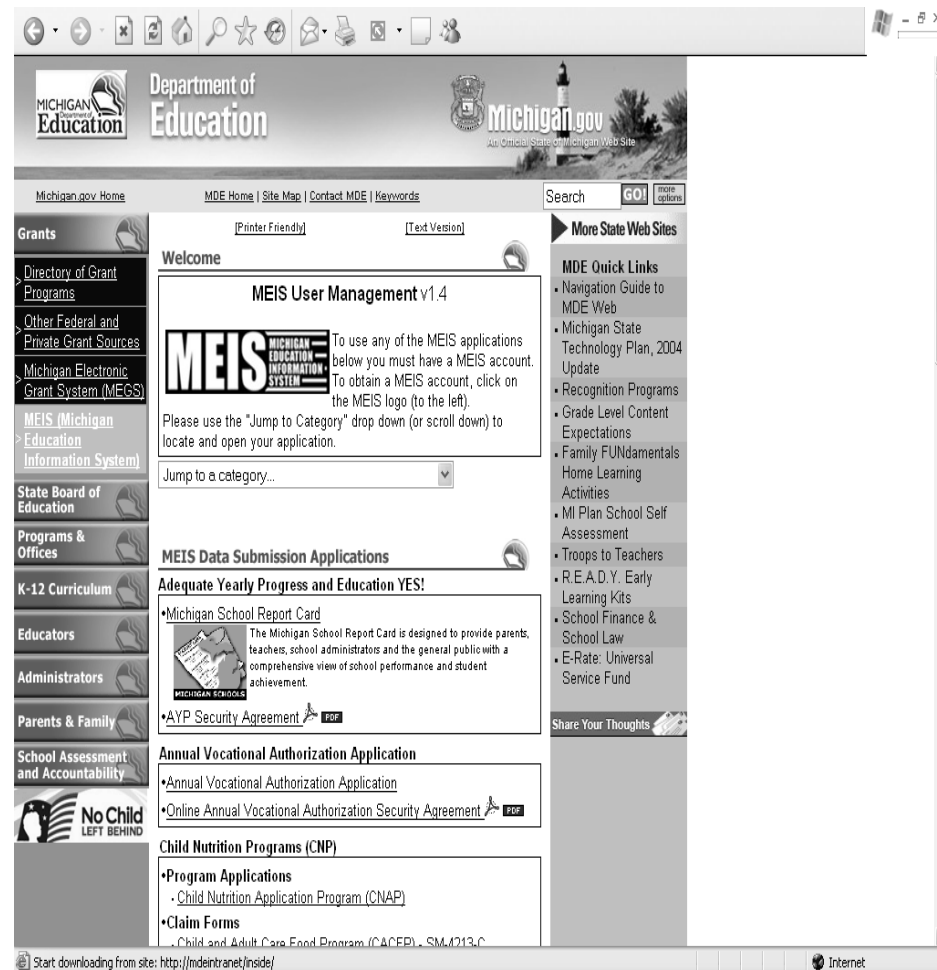 MICHIGAN
Department of
Education
Department of
Education
Michigan.gov
An Official State of Michigan Web Site
Michigan.gov Home
MDE Home | Site Map | Contact MDE | Keywords
Search
GO!
more
options
Grants
Directory of Grant
Programs
Other Federal and
Private Grant Sources
Michigan Electronic
Grant System (MEGS)
MEIS (Michigan
Education
Information System)
State Board of
Education
Programs &
Offices
K-12 Curriculum
Educators
Administrators
Parents & Family
School Assessment
and Accountability
No Child
LEFT BEHIND
[Printer Friendly] [Text Version]
Welcome
MEIS User Management v1.4
MEIS
MICHIGAN
EDUCATION
INFORMATION
SYSTEM
To use any of the MEIS applications
below you must have a MEIS account.
To obtain a MEIS account, click on
the MEIS logo (to the left).
Please use the "Jump to Category" drop down (or scroll down) to
locate and open your application.
Jump to a category...
MEIS Data Submission Applications
Adequate Yearly Progress and Education YES!
•Michigan School Report Card
The Michigan School Report Card is designed to provide parents,
teachers, school administrators and the general public with a
comprehensive view of school performance and student
achievement.
MICHIGAN SCHOOLS
•AYP Security Agreement PDF
Annual Vocational Authorization Application
•Annual Vocational Authorization Application
•Online Annual Vocational Authorization Security Agreement PDF
Child Nutrition Programs (CNP)
•Program Applications
- Child Nutrition Application Program (CNAP)
•Claim Forms
- Child and Adult Care Food Program (CACFP) - SM-4213-C
More State Web Sites
MDE Quick Links
Navigation Guide to
MDE Web
Michigan State
Technology Plan, 2004
Update
Recognition Programs
Grade Level Content
Expectations
Family FUNdamentals
Home Learning
Activities
MI Plan School Self
Assessment
Troops to Teachers
R.E.A.D.Y. Early
Learning Kits
School Finance &
School Law
E-Rate: Universal
Service Fund
Share Your Thoughts
Start downloading from site: http://mdeintranet/inside/
Internet